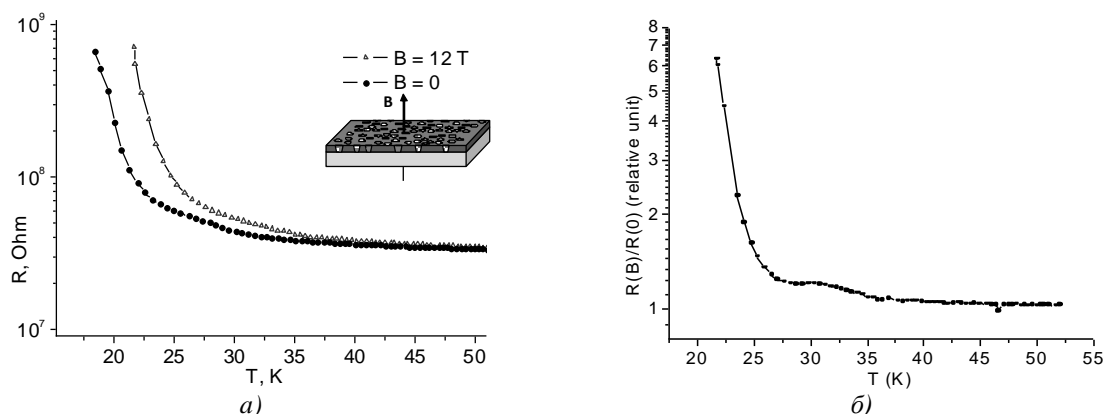 10⁹
10⁸
10⁷
R, Ohm
B = 12 T
B = 0
B
20 25 30 35 40 45 50
T, K
а)
8
7
6
5
4
3
2
1
R(B)/R(0) (relative unit)
20 25 30 35 40 45 50 55
T (K)
б)